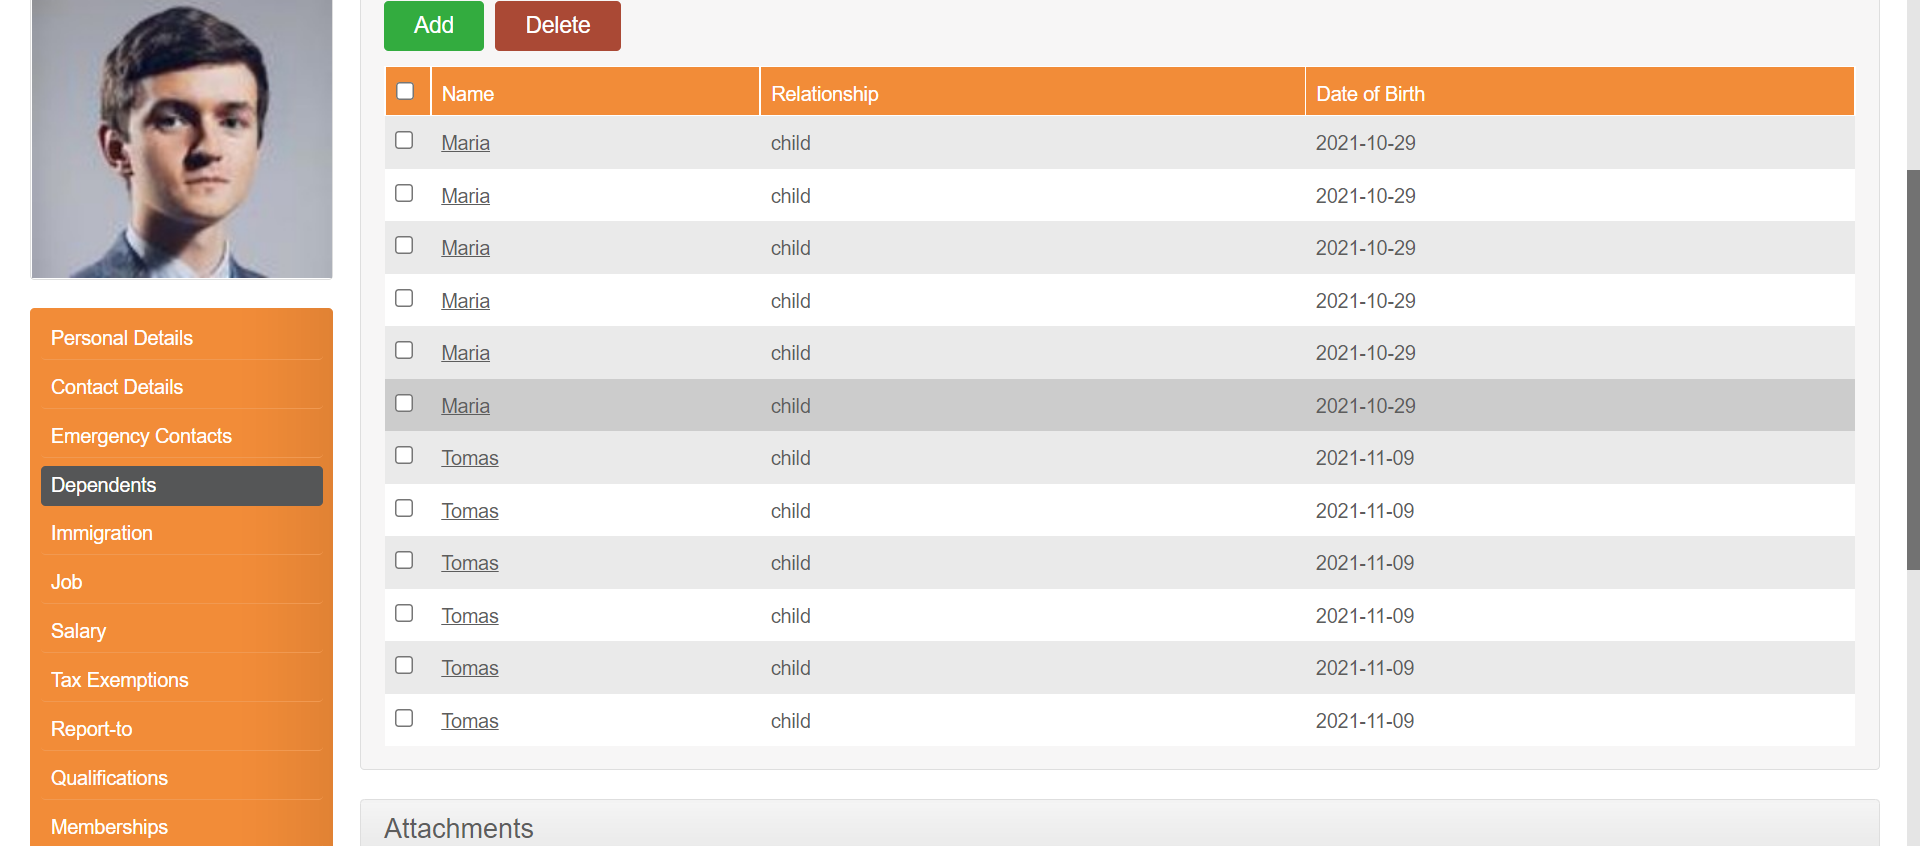 Add Delete
Name Relationship Date of Birth
Maria child 2021-10-29
Maria child 2021-10-29
Maria child 2021-10-29
Maria child 2021-10-29
Maria child 2021-10-29
Maria child 2021-10-29
Tomas child 2021-11-09
Tomas child 2021-11-09
Tomas child 2021-11-09
Tomas child 2021-11-09
Tomas child 2021-11-09
Tomas child 2021-11-09
Personal Details
Contact Details
Emergency Contacts
Dependents
Immigration
Job
Salary
Tax Exemptions
Report-to
Qualifications
Memberships
Attachments